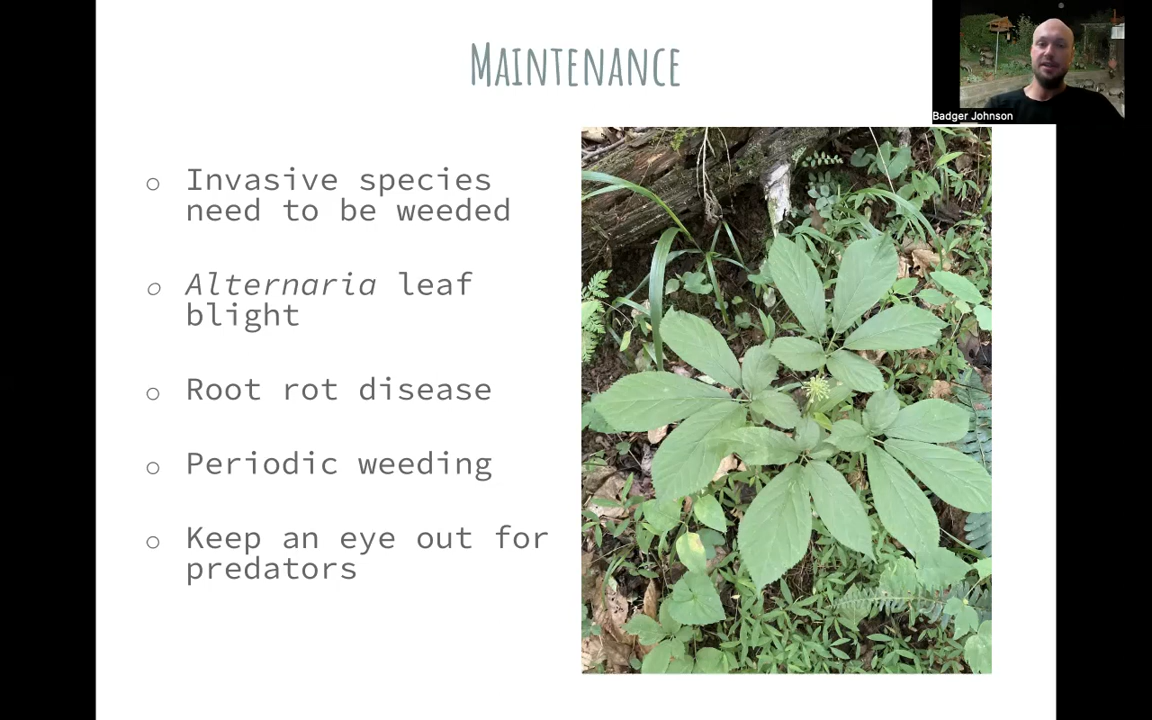 Maintenance
Badger Johnson
o Invasive species
need to be weeded
o Alternaria leaf
blight
o Root rot disease
o Periodic weeding
o Keep an eye out for
predators